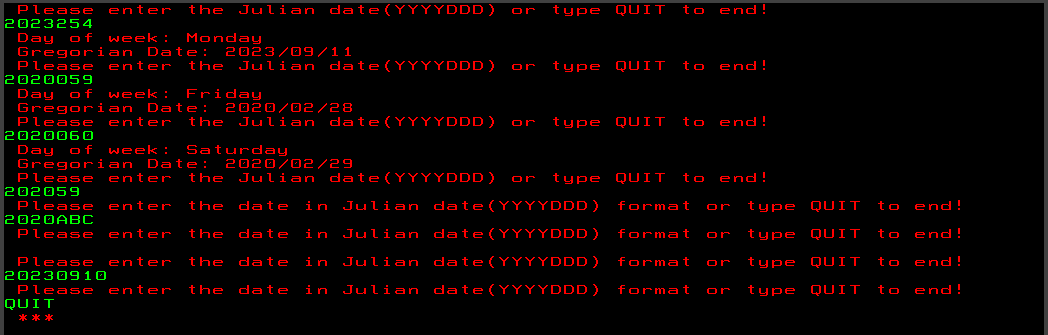 Please enter the Julian date(YYYYDDD) or type QUIT to end!
2023254
Day of week: Monday
Gregorian Date: 2023/09/11
Please enter the Julian date(YYYYDDD) or type QUIT to end!
2020059
Day of week: Friday
Gregorian Date: 2020/02/28
Please enter the Julian date(YYYYDDD) or type QUIT to end!
2020060
Day of week: Saturday
Gregorian Date: 2020/02/29
Please enter the Julian date(YYYYDDD) or type QUIT to end!
202059
Please enter the date in Julian date(YYYYDDD) format or type QUIT to end!
2020ABC
Please enter the date in Julian date(YYYYDDD) format or type QUIT to end!
Please enter the date in Julian date(YYYYDDD) format or type QUIT to end!
20230910
Please enter the date in Julian date(YYYYDDD) format or type QUIT to end!
QUIT
***